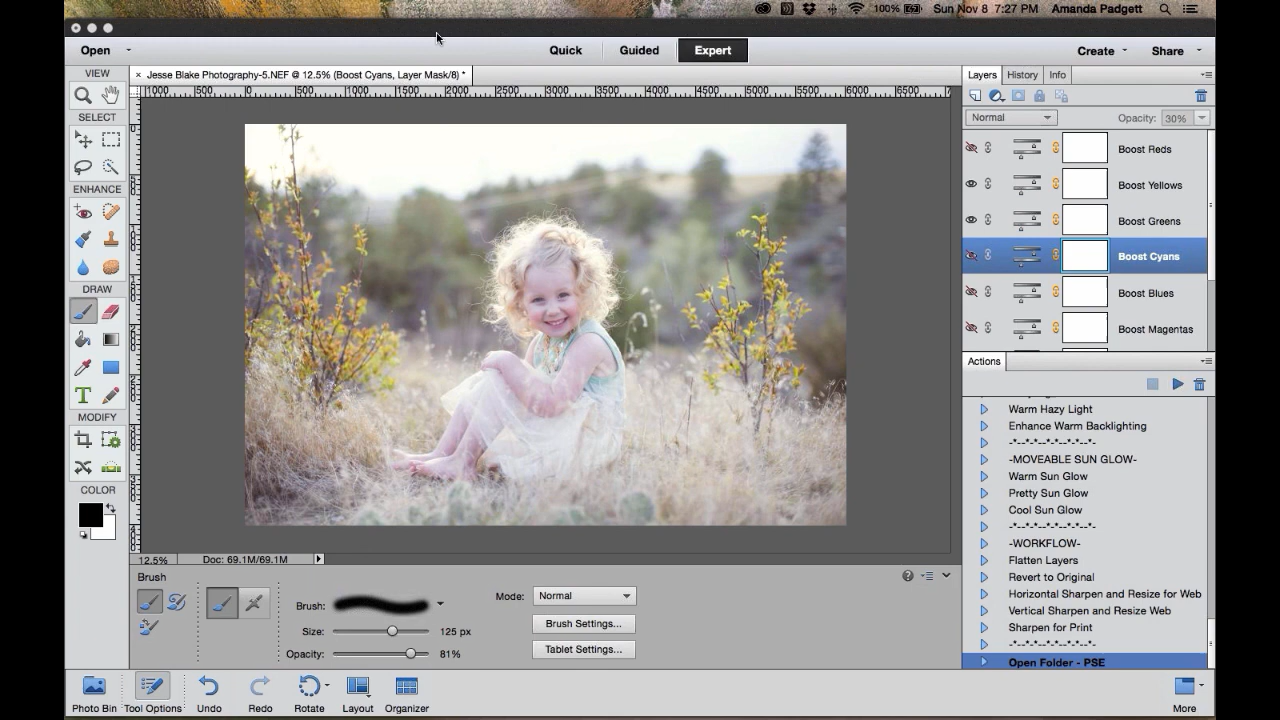 100% Sun Nov 8 7:27 PM Amanda Padgett
Open Quick Guided Expert Create Share
VIEW
× Jesse Blake Photography-5.NEF @ 12.5% (Boost Cyans, Layer Mask/8) *
Layers History Info
1000 500 0 500 1000 1500 2000 2500 3000 3500 4000 4500 5000 5500 6000 6500
SELECT
Normal Opacity: 30%
Boost Reds
Boost Yellows
ENHANCE
Boost Greens
Boost Cyans
DRAW
Boost Blues
Boost Magentas
Actions
Warm Hazy Light
MODIFY
Enhance Warm Backlighting
-*--*-*--*-*--*-*--*-
-MOVEABLE SUN GLOW-
Warm Sun Glow
COLOR
Pretty Sun Glow
Cool Sun Glow
-*--*-*--*-*--*-*--*-
-WORKFLOW-
12.5% Doc: 69.1M/69.1M
Flatten Layers
Brush
Revert to Original
Brush: Mode: Normal
Horizontal Sharpen and Resize for Web
Vertical Sharpen and Resize Web
Brush Settings...
Size: 125 px
Sharpen for Print
-*--*-*--*-*--*-*--*-
Tablet Settings...
Opacity: 81%
Open Folder - PSE
Photo Bin Tool Options Undo Redo Rotate Layout Organizer More